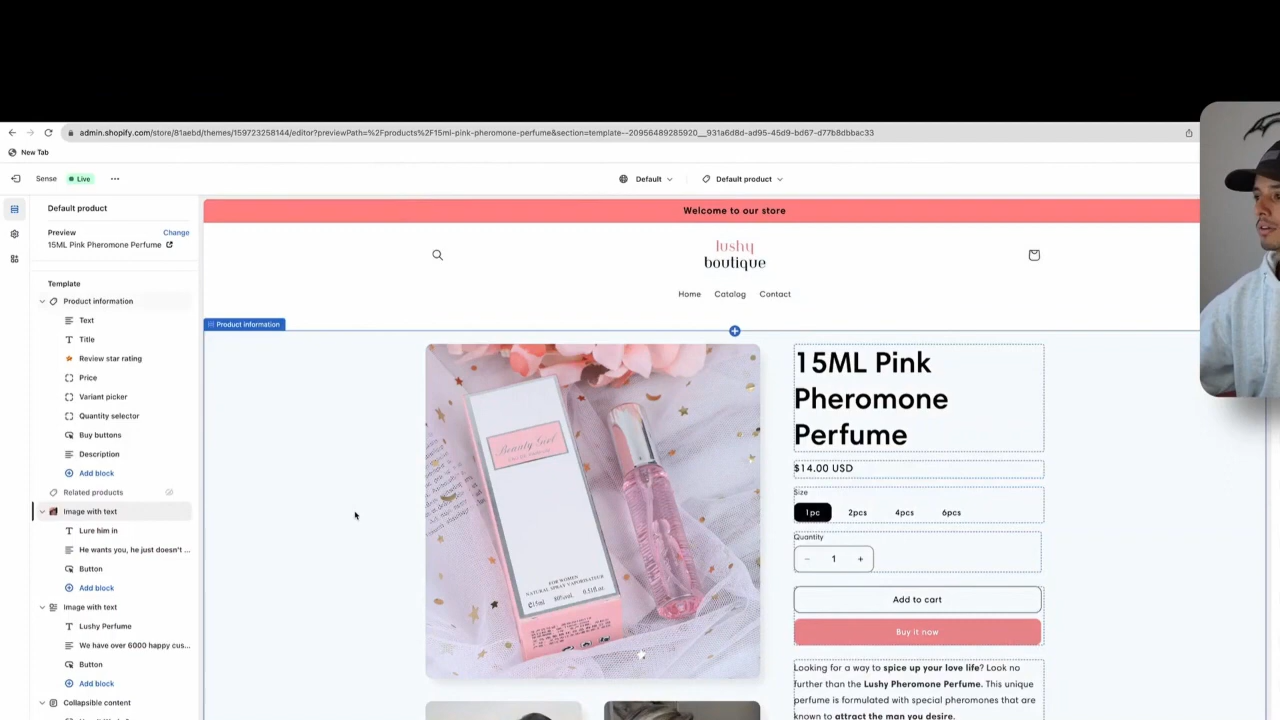 admin.shopify.com/store/81aebd/themes/159723258144/editor?previewPath=%2Fproducts%2F15ml-pink-pheromone-perfume&section=template--20956489285920__931a6d8d-ad95-45d9-bd67-d77b8dbbac33
New Tab
Sense
Live
Default
Default product
Default product
Preview
Change
15ML Pink Pheromone Perfume
Template
Product information
Text
Title
Review star rating
Price
Variant picker
Quantity selector
Buy buttons
Description
Add block
Related products
Image with text
Lure him in
He wants you, he just doesn't ...
Button
Add block
Image with text
Lushy Perfume
We have over 6000 happy cus...
Button
Add block
Collapsible content
Welcome to our store
lushy
boutique
Home Catalog Contact
Product information
Beauty Girl
FOR WOMEN
NATURAL SPRAY VAPORISATEUR
15ML Pink
Pheromone
Perfume
$14.00 USD
Size
1pc 2pcs 4pcs 6pcs
Quantity
− 1 +
Add to cart
Buy it now
Looking for a way to spice up your love life? Look no
further than the Lushy Pheromone Perfume. This unique
perfume is formulated with special pheromones that are
known to attract the man you desire.